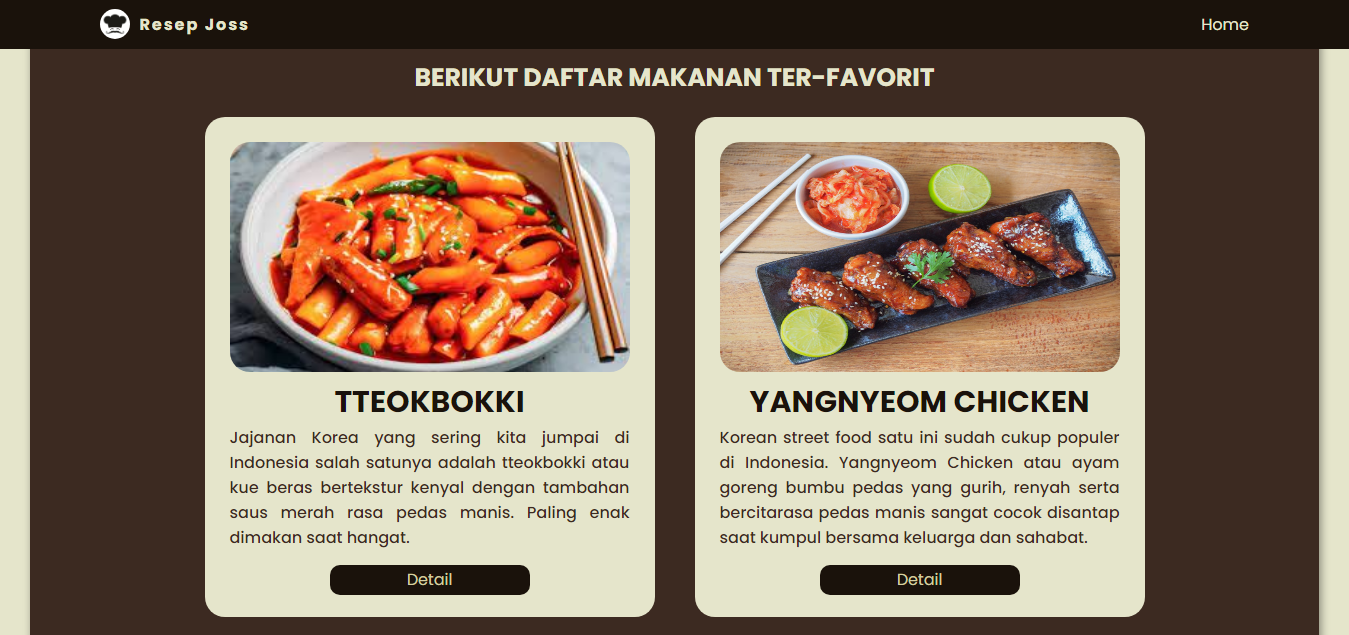 Resep Joss
Home
BERIKUT DAFTAR MAKANAN TER-FAVORIT
TTEOKBOKKI
Jajanan Korea yang sering kita jumpai di
Indonesia salah satunya adalah tteokbokki atau
kue beras bertekstur kenyal dengan tambahan
saus merah rasa pedas manis. Paling enak
dimakan saat hangat.
Detail
YANGNYEOM CHICKEN
Korean street food satu ini sudah cukup populer
di Indonesia. Yangnyeom Chicken atau ayam
goreng bumbu pedas yang gurih, renyah serta
bercitarasa pedas manis sangat cocok disantap
saat kumpul bersama keluarga dan sahabat.
Detail